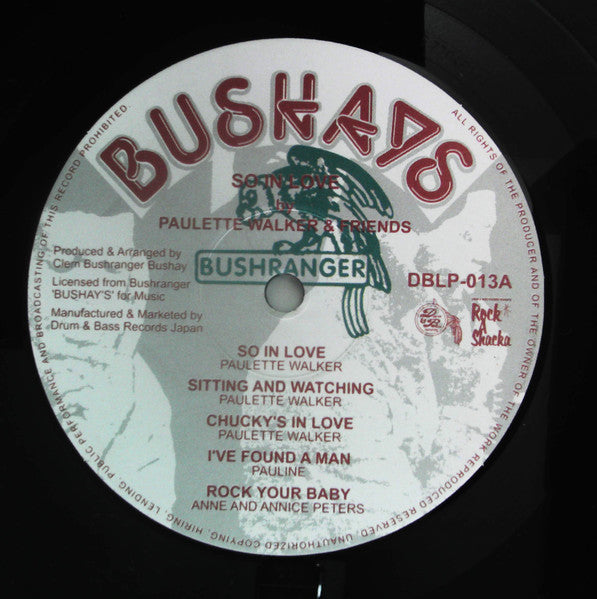 BUSHAYS
SO IN LOVE
by
PAULETTE WALKER & FRIENDS
BUSHRANGER
DBLP-013A
Produced & Arranged by
Clem Bushranger Bushay
Licensed from Bushranger
'BUSHAY'S' for Music
Manufactured & Marketed by
Drum & Bass Records Japan
Rock
A
Shacka
SO IN LOVE
PAULETTE WALKER
SITTING AND WATCHING
PAULETTE WALKER
CHUCKY'S IN LOVE
PAULETTE WALKER
I'VE FOUND A MAN
PAULINE
ROCK YOUR BABY
ANNE AND ANNICE PETERS
ALL RIGHTS OF THE PRODUCER AND OF THE OWNER OF THE WORK REPRODUCED RESERVED. UNAUTHORIZED COPYING, HIRING, LENDING, PUBLIC PERFORMANCE AND BROADCASTING OF THIS RECORD PROHIBITED.